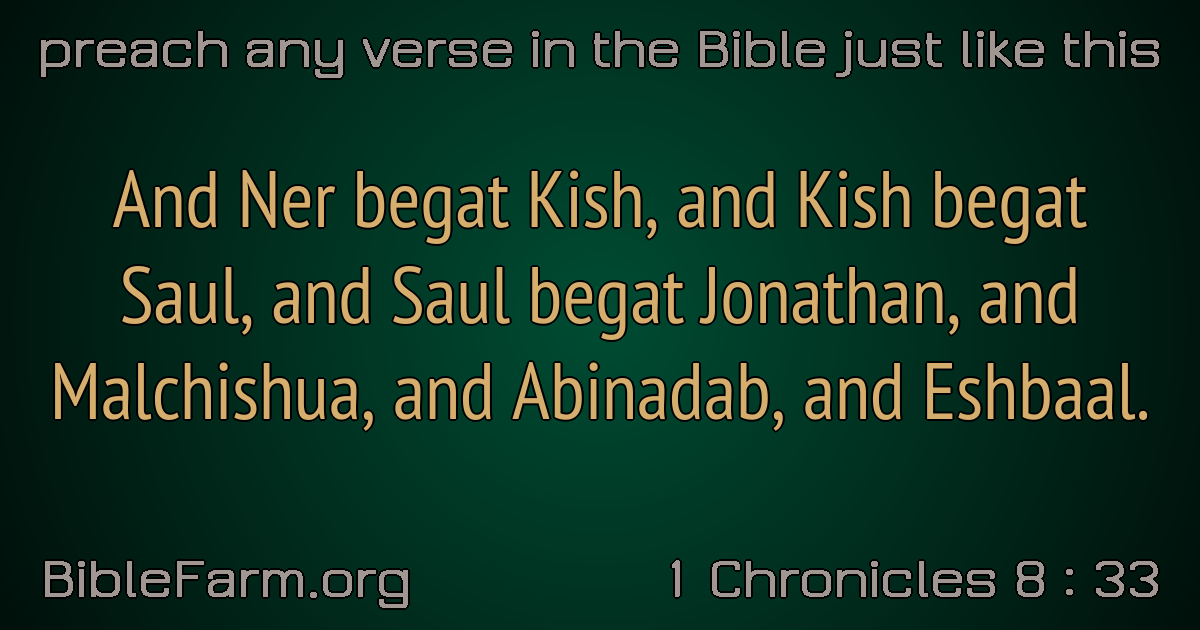 preach any verse in the Bible just like this
And Ner begat Kish, and Kish begat
Saul, and Saul begat Jonathan, and
Malchishua, and Abinadab, and Eshbaal.
BibleFarm.org
1 Chronicles 8 : 33